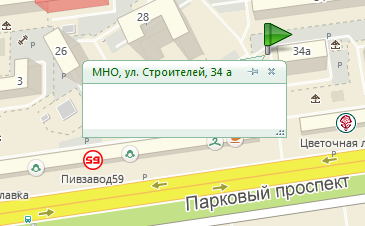 28
26
34а
3
МНО, ул. Строителей, 34 а
Цветочная л
59
Пивзавод59
лавка
Парковый проспект